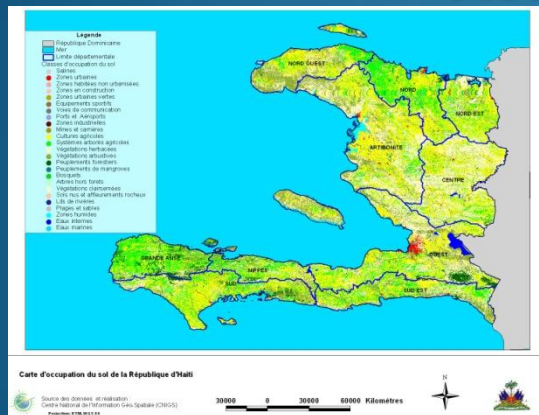 Légende
République Dominicaine
Mer
Limite départementale
Classes d'occupation du sol
Salines
Zones urbaines
Zones habitées non urbanisées
Zones en construction
Zones urbaines vertes
Equipements sportifs
Voies de communication
Ports et Aéroports
Zones industrielles
Mines et carrières
Cultures agricoles
Systèmes arborés agricoles
Végétations herbacées
Végétations arbustives
Peuplements forestiers
Peuplements de mangroves
Bosquets
Arbres hors forets
Végétations clairsemées
Sols nus et affleurements rocheux
Lits de rivières
Plages et sables
Zones humides
Eaux internes
Eaux marines
NORD OUEST
NORD
NORD EST
ARTIBONITE
CENTRE
OUEST
GRANDE ANSE
NIPPES
SUD
SUD EST
Carte d'occupation du sol de la République d'Haiti
Source des données et réalisation :
Centre National de l'Information Géo-Spatiale (CNIGS)
30000 0 30000 60000 Kilométres
N